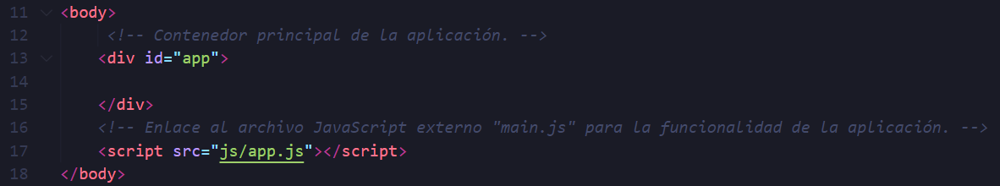 11 <body>
12 <!-- Contenedor principal de la aplicación. -->
13 <div id="app">
14
15 </div>
16 <!-- Enlace al archivo JavaScript externo "main.js" para la funcionalidad de la aplicación. -->
17 <script src="js/app.js"></script>
18 </body>